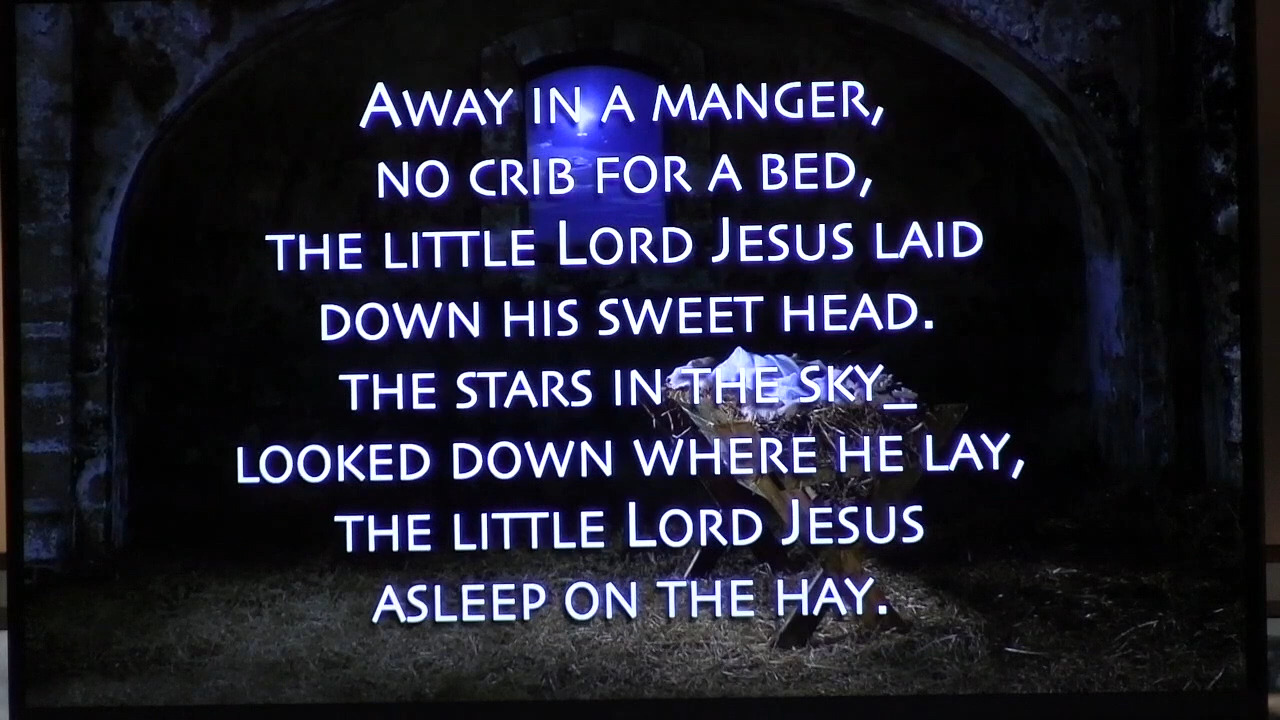 AWAY IN A MANGER,
NO CRIB FOR A BED,
THE LITTLE LORD JESUS LAID
DOWN HIS SWEET HEAD.
THE STARS IN THE SKY_
LOOKED DOWN WHERE HE LAY,
THE LITTLE LORD JESUS
ASLEEP ON THE HAY.